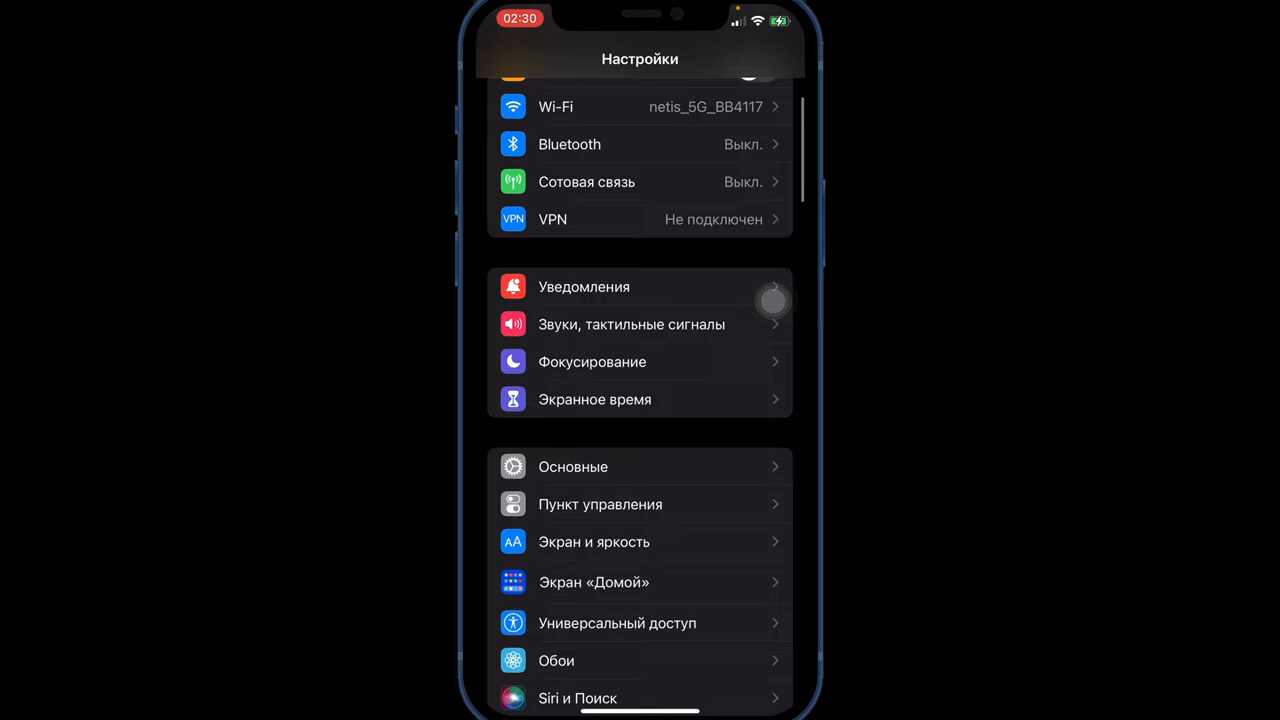 02:30
Настройки
Wi-Fi netis_5G_BB4117
Bluetooth Выкл.
Сотовая связь Выкл.
VPN VPN Не подключен
Уведомления
Звуки, тактильные сигналы
Фокусирование
Экранное время
Основные
Пункт управления
AA Экран и яркость
Экран «Домой»
Универсальный доступ
Обои
Siri и Поиск